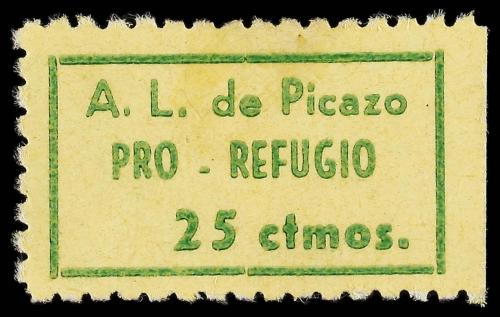 A. L. de Picazo
PRO - REFUGIO
25 ctmos.